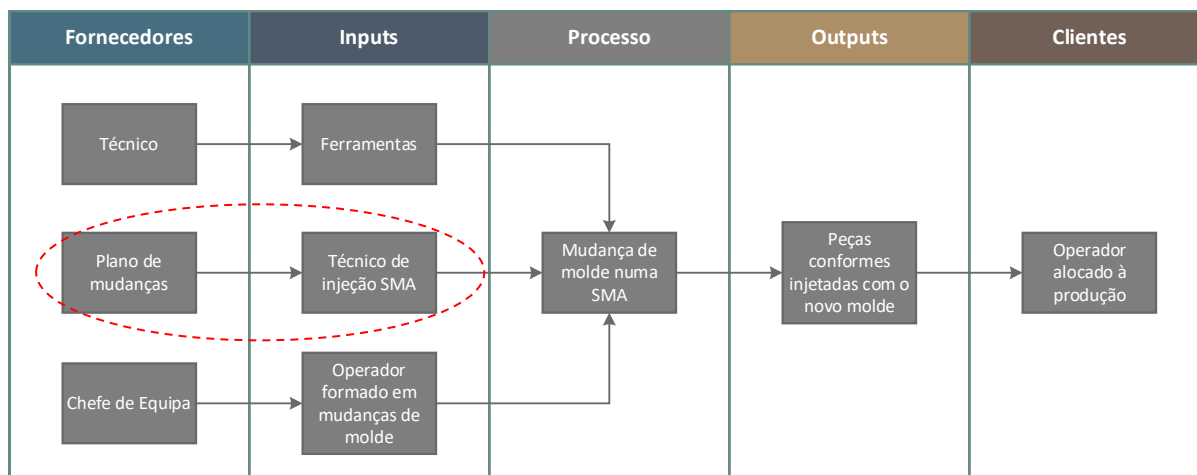 Fornecedores
Inputs
Processo
Outputs
Clientes
Técnico
Ferramentas
Plano de
mudanças
Técnico de
injeção SMA
Mudança de
molde numa
SMA
Peças
conformes
injetadas com o
novo molde
Operador
alocado à
produção
Chefe de Equipa
Operador
formado em
mudanças de
molde